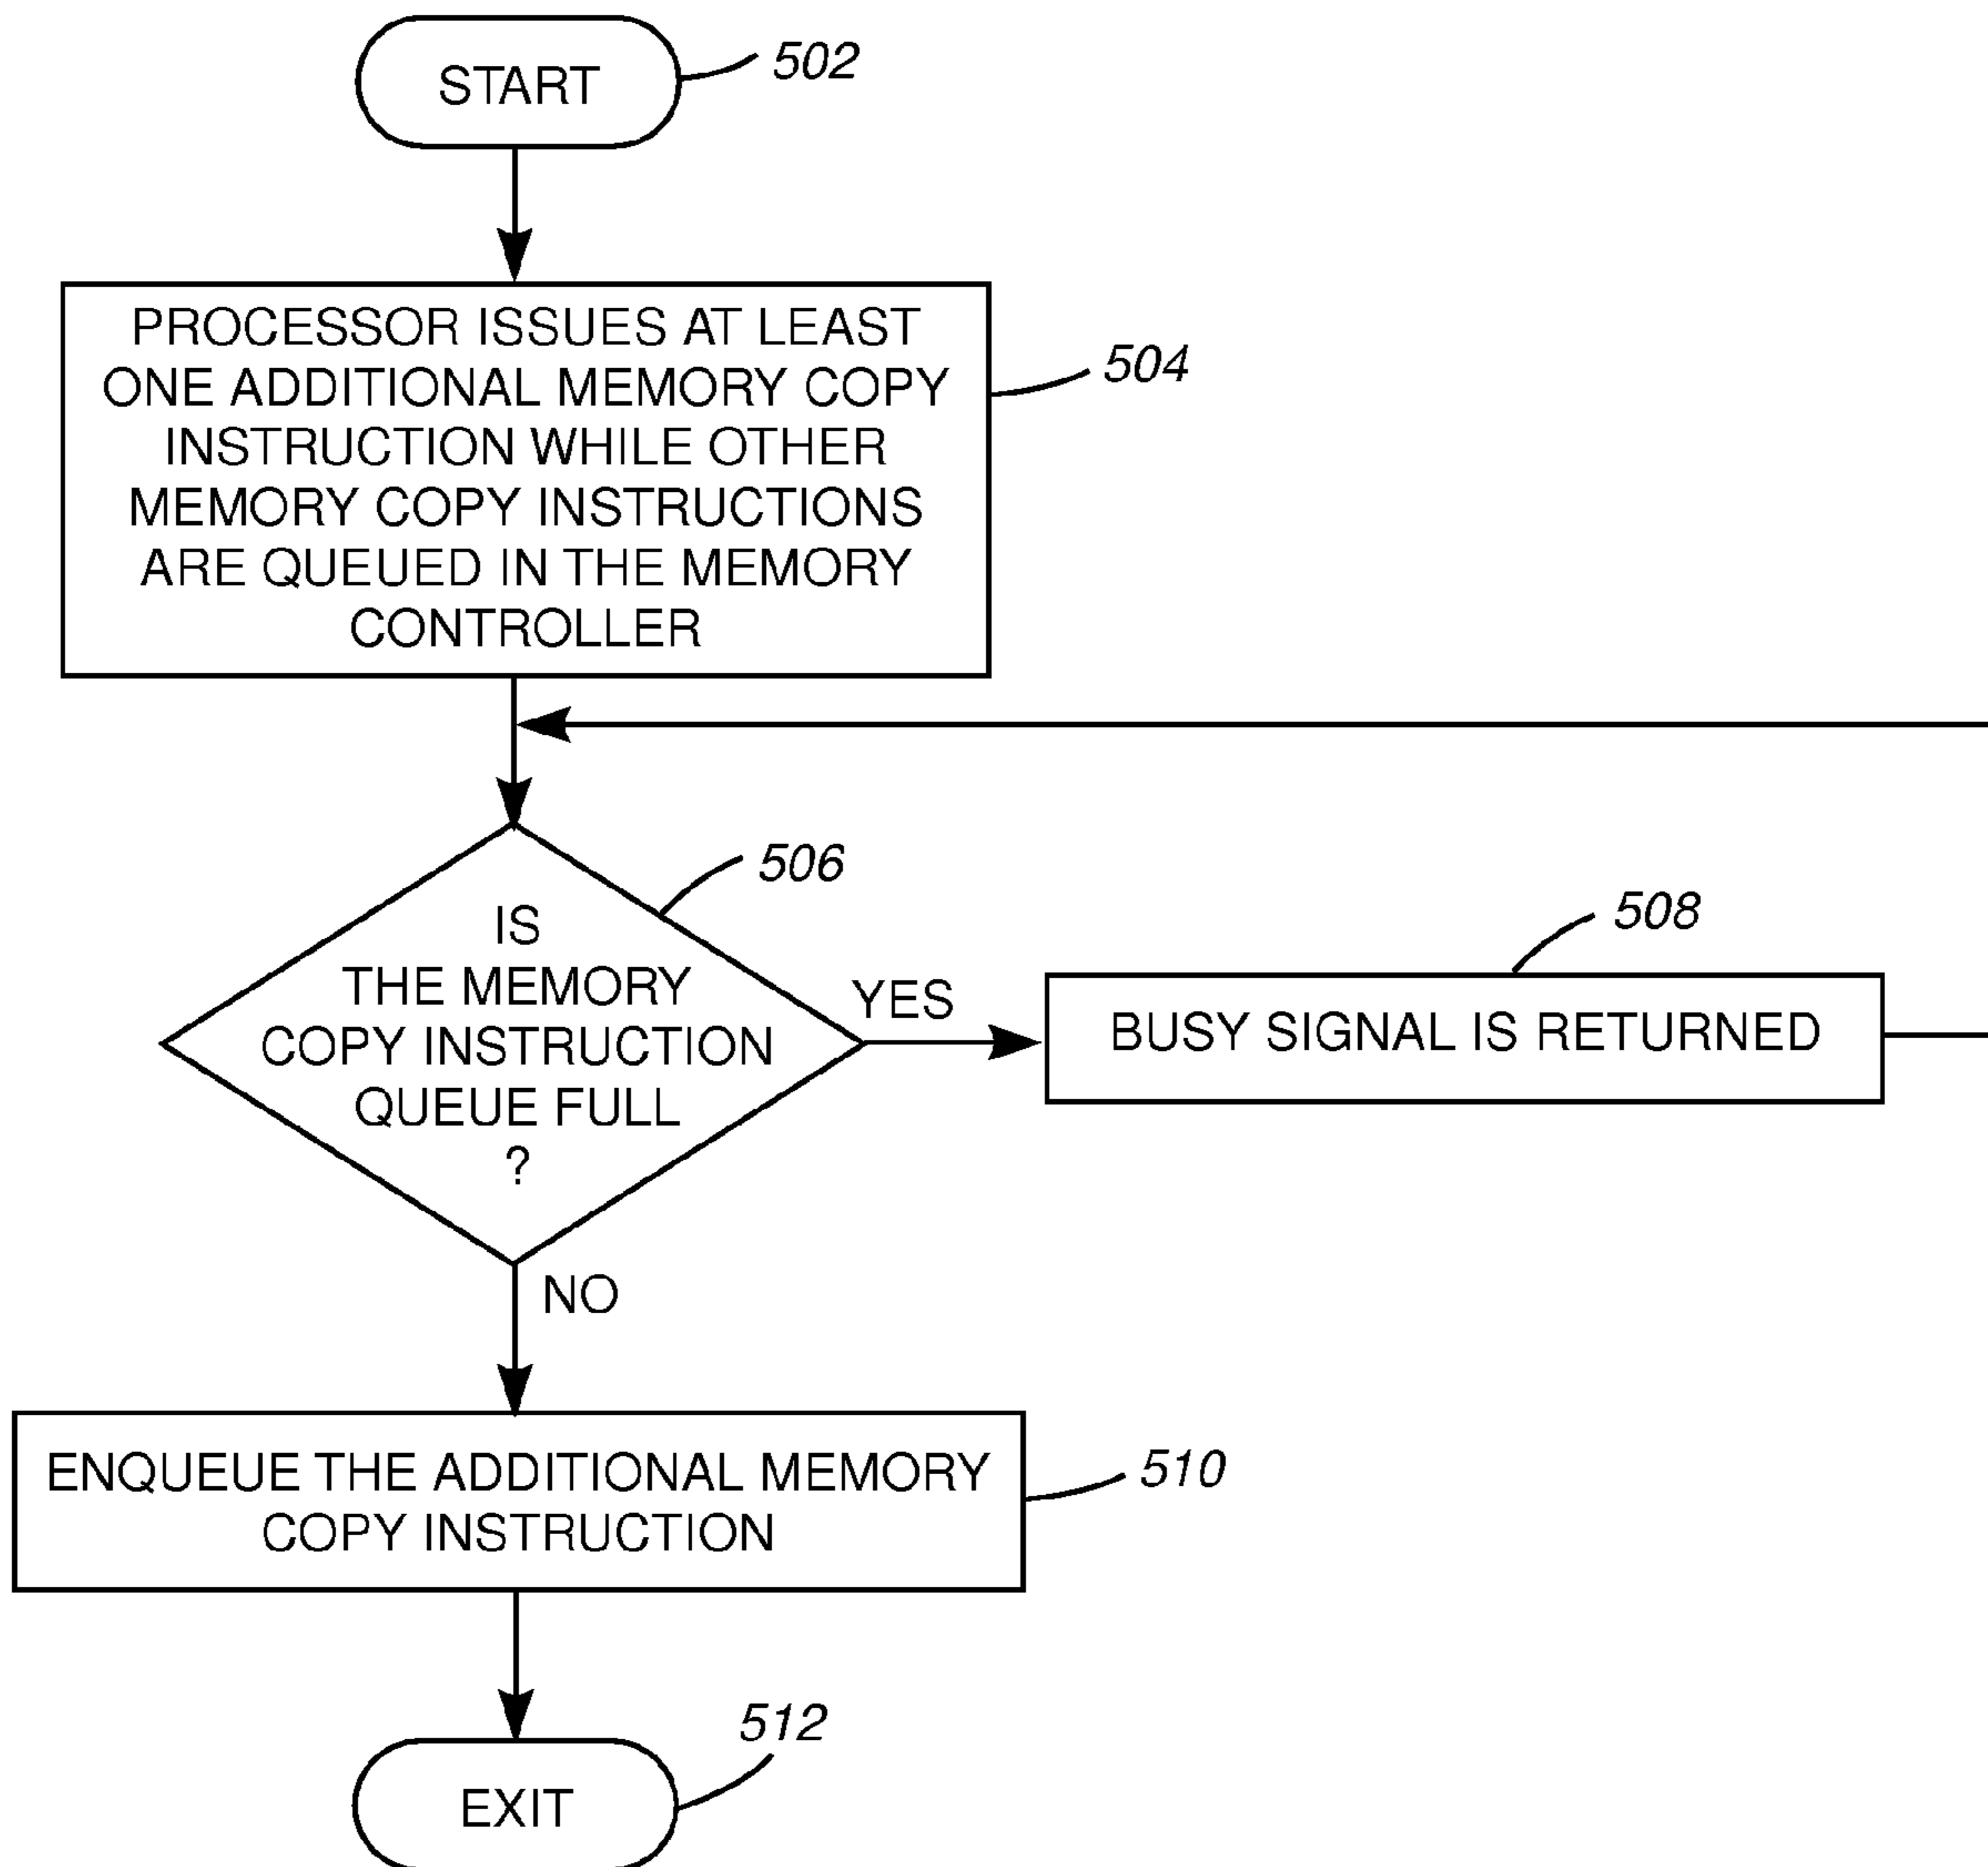 START
502
PROCESSOR ISSUES AT LEAST
ONE ADDITIONAL MEMORY COPY
INSTRUCTION WHILE OTHER
MEMORY COPY INSTRUCTIONS
ARE QUEUED IN THE MEMORY
CONTROLLER
504
506
IS
THE MEMORY
COPY INSTRUCTION
QUEUE FULL
?
YES
508
BUSY SIGNAL IS RETURNED
NO
ENQUEUE THE ADDITIONAL MEMORY
COPY INSTRUCTION
510
512
EXIT